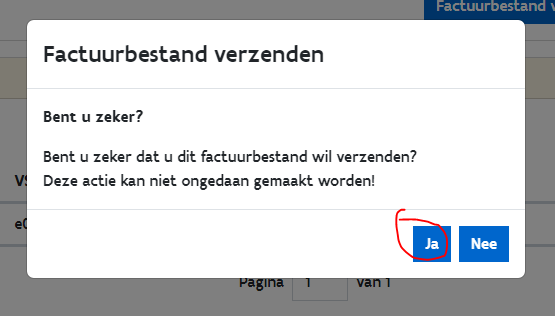 Factuurbestand v
Factuurbestand verzenden
Bent u zeker?
Bent u zeker dat u dit factuurbestand wil verzenden?
Deze actie kan niet ongedaan gemaakt worden!
VS
e0
Ja Nee
Pagina 1 van 1